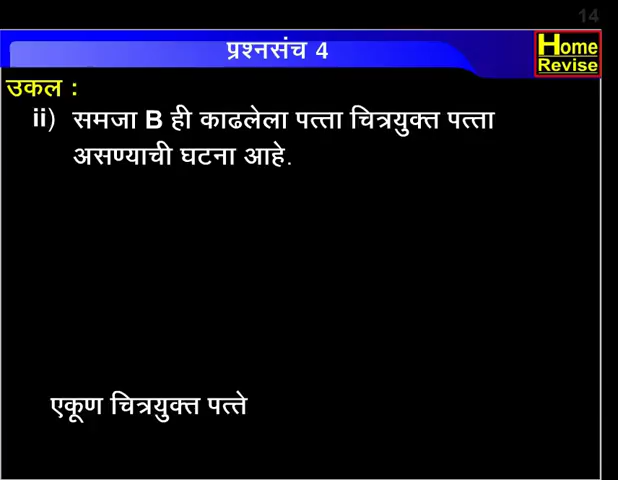 14
प्रश्नसंच 4
Home
Revise
उकल :
ii) समजा B ही काढलेला पत्ता चित्रयुक्त पत्ता
असण्याची घटना आहे.
एकूण चित्रयुक्त पत्ते